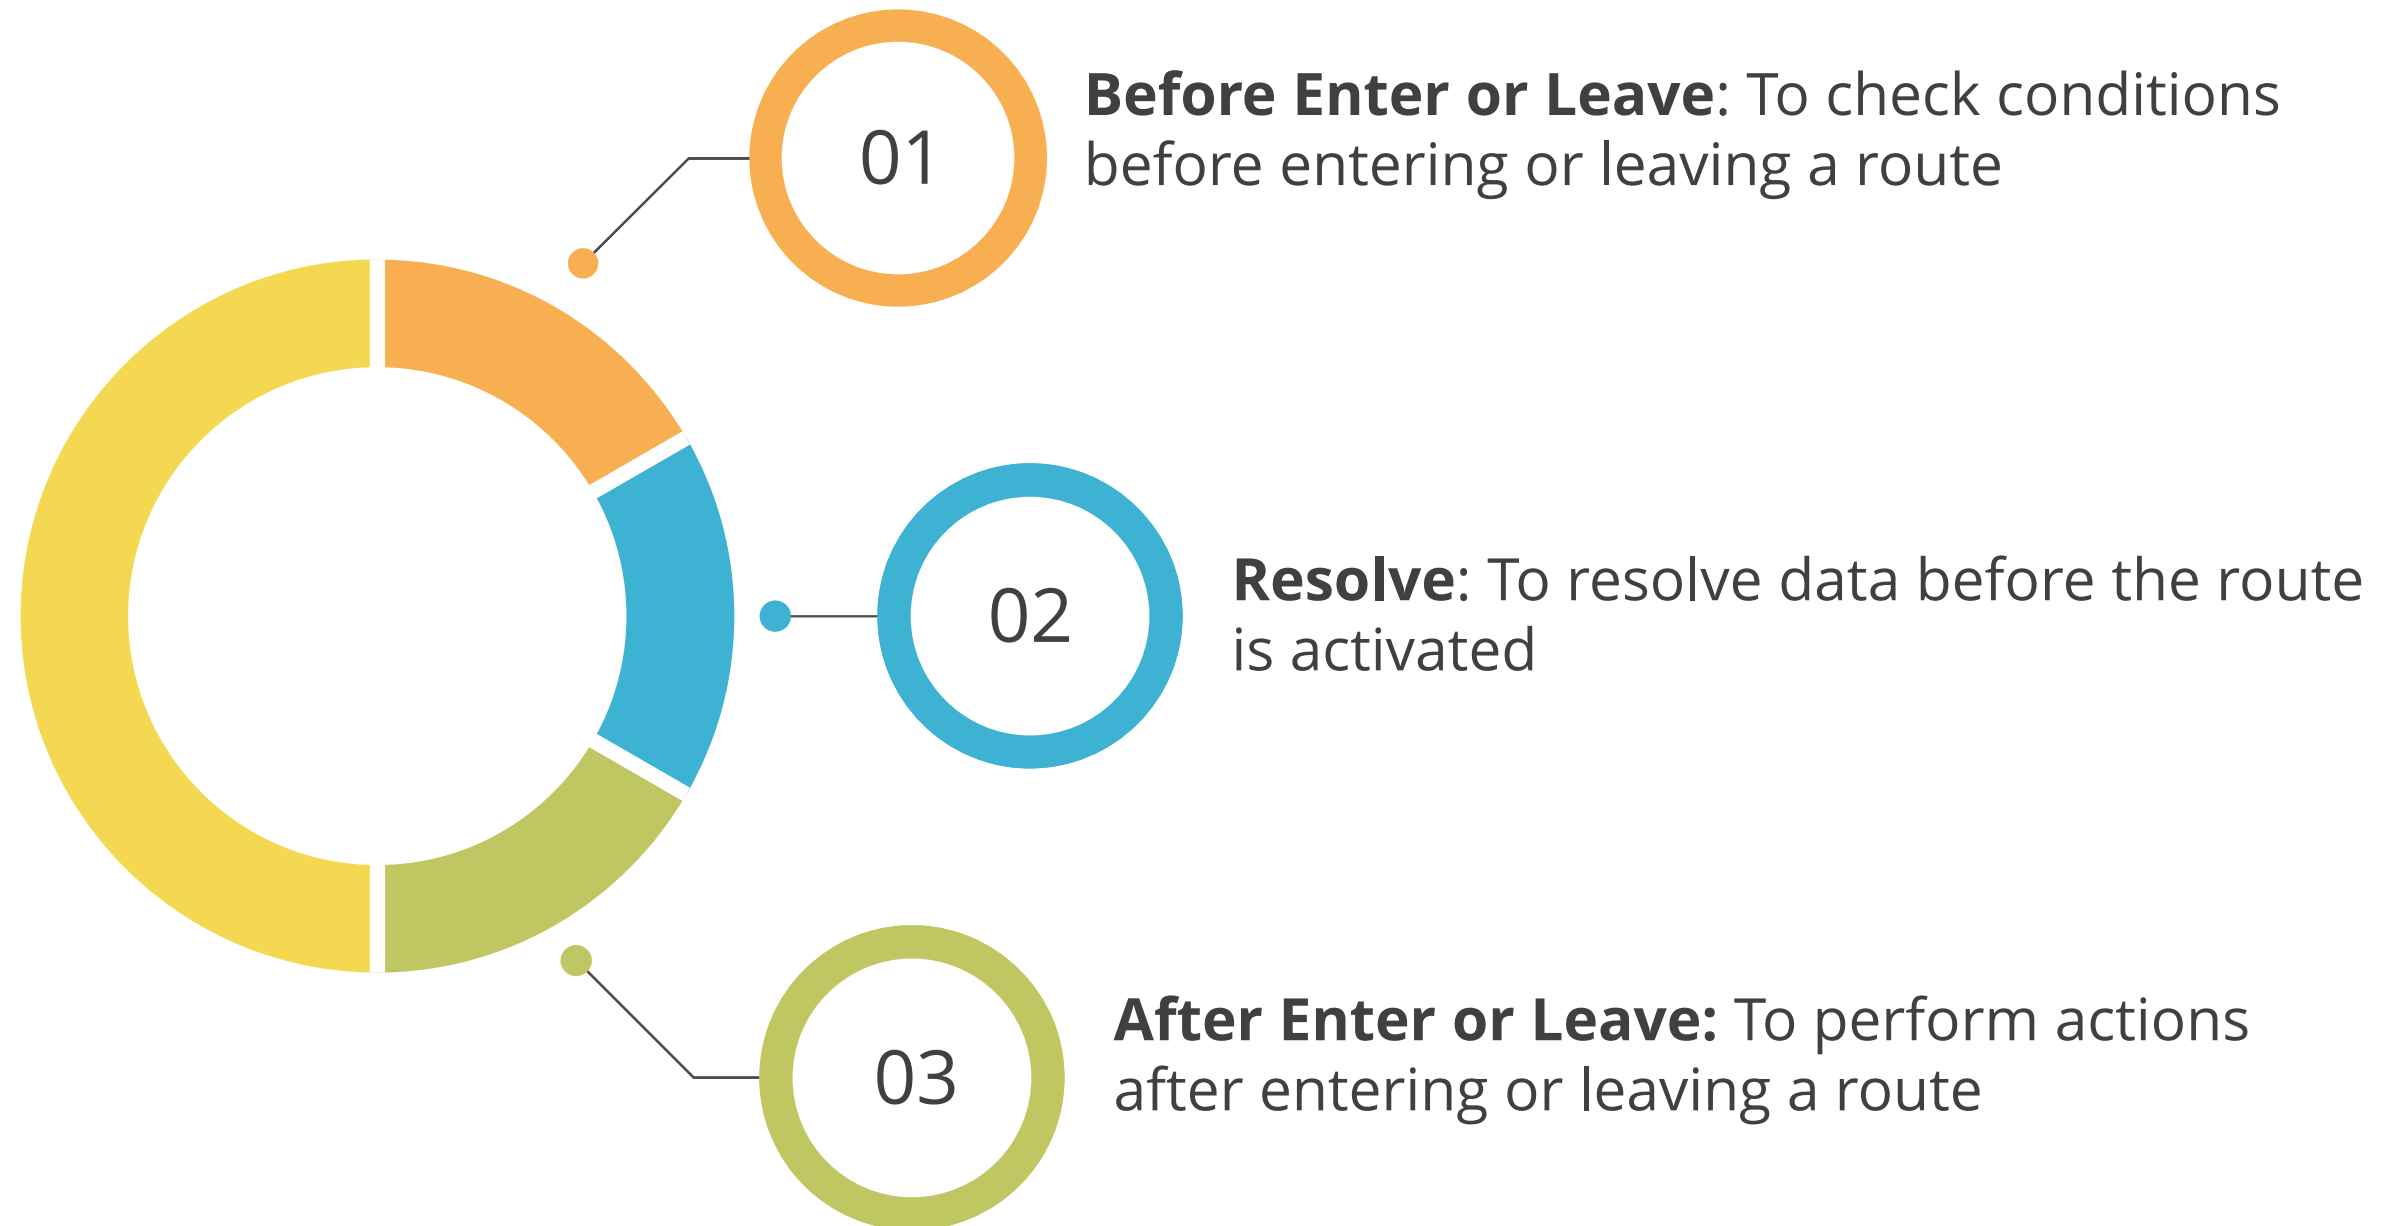 01
Before Enter or Leave: To check conditions
before entering or leaving a route
02
Resolve: To resolve data before the route
is activated
03
After Enter or Leave: To perform actions
after entering or leaving a route